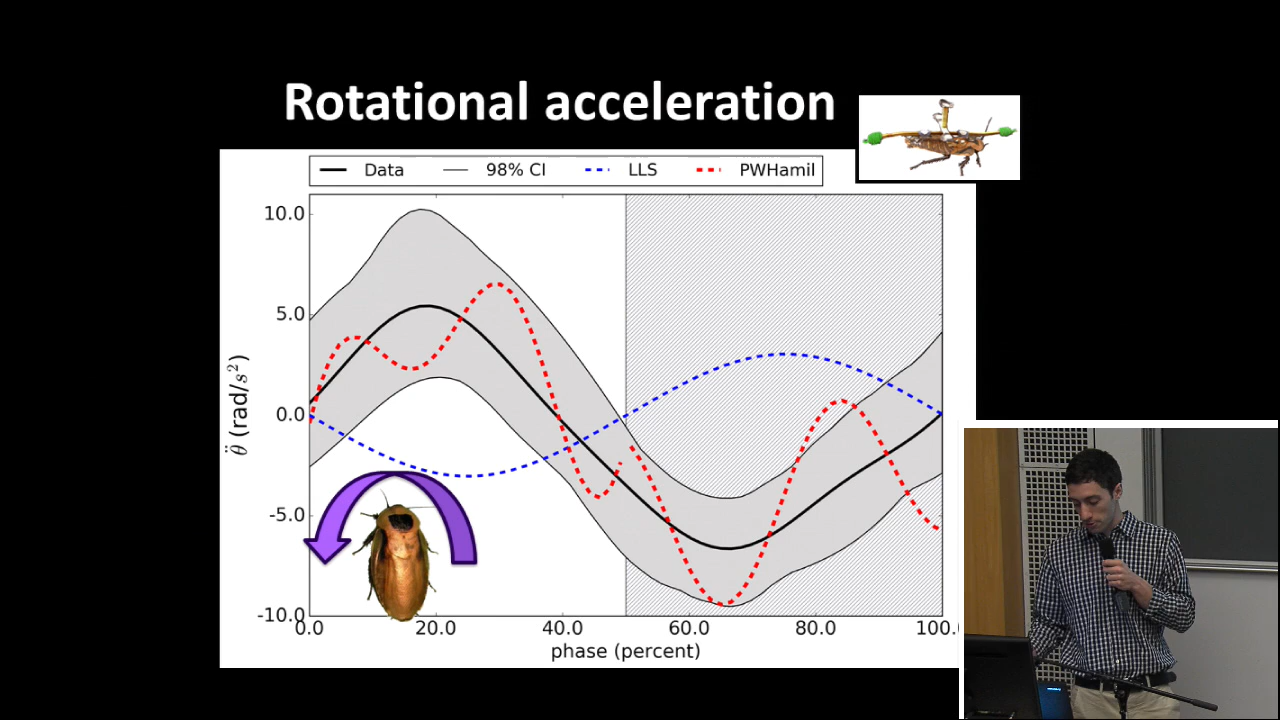 Rotational acceleration
Data 98% CI LLS PWHamil
10.0
5.0
0.0
-5.0
-10.0
θ̈ (rad/s²)
0.0 20.0 40.0 60.0 80.0 100.
phase (percent)